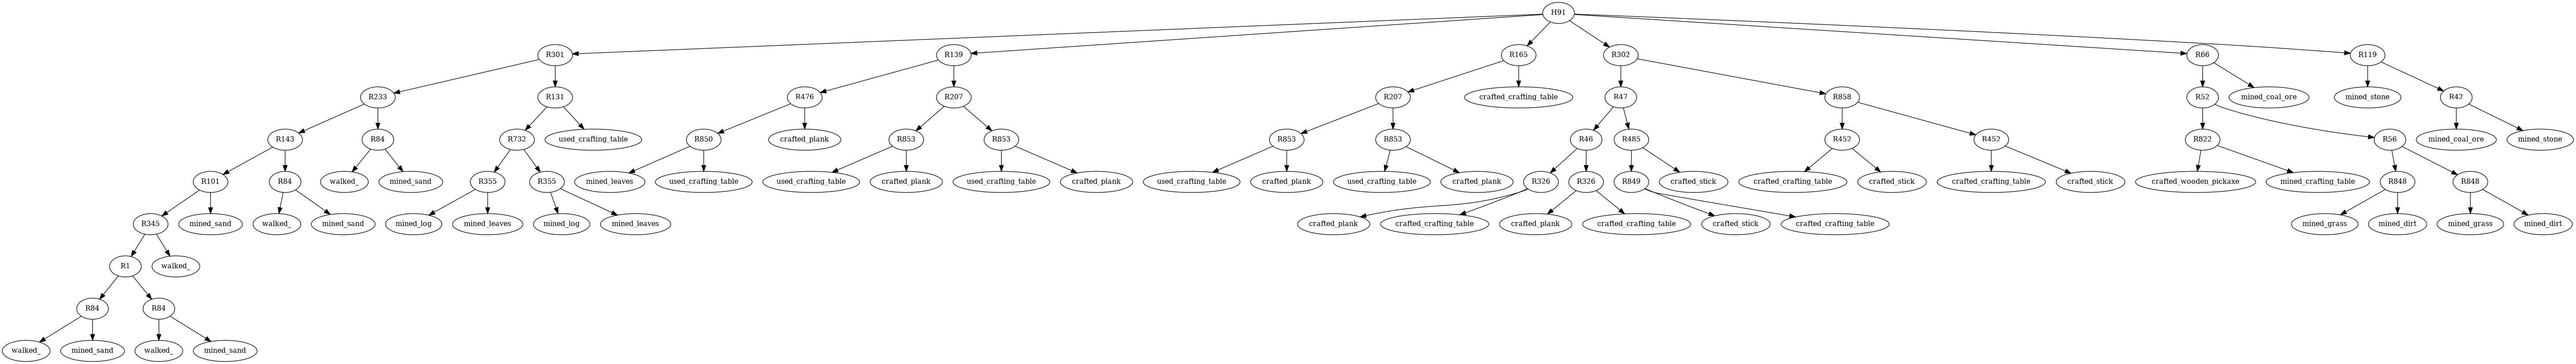 H91
R301 R139 R165 R302 R66 R119
R233 R131 R476 R207 R207 crafted_crafting_table R47 R858 R52 mined_coal_ore mined_stone R42
R143 R84 R732 used_crafting_table R850 crafted_plank R853 R853 R853 R853 R46 R485 R452 R452 R822 R56 mined_coal_ore mined_stone
R101 R84 walked_ mined_sand R355 R355 mined_leaves used_crafting_table used_crafting_table crafted_plank used_crafting_table crafted_plank used_crafting_table crafted_plank used_crafting_table crafted_plank R326 R326 R849 crafted_stick crafted_crafting_table crafted_stick crafted_crafting_table crafted_stick crafted_wooden_pickaxe mined_crafting_table R848 R848
R345 mined_sand walked_ mined_sand mined_log mined_leaves mined_log mined_leaves crafted_plank crafted_crafting_table crafted_plank crafted_crafting_table crafted_stick crafted_crafting_table mined_grass mined_dirt mined_grass mined_dirt
R1 walked_
R84 R84
walked_ mined_sand walked_ mined_sand